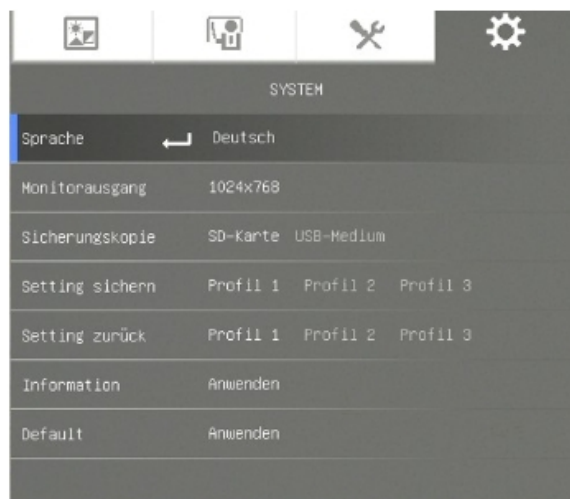 SYSTEM
Sprache Deutsch
Monitorausgang 1024x768
Sicherungskopie SD-Karte USB-Medium
Setting sichern Profil 1 Profil 2 Profil 3
Setting zurück Profil 1 Profil 2 Profil 3
Information Anwenden
Default Anwenden